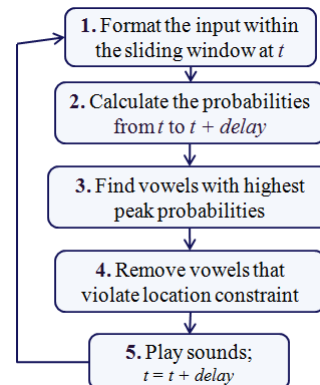 1. Format the input within
the sliding window at t
2. Calculate the probabilities
from t to t + delay
3. Find vowels with highest
peak probabilities
4. Remove vowels that
violate location constraint
5. Play sounds;
t = t + delay